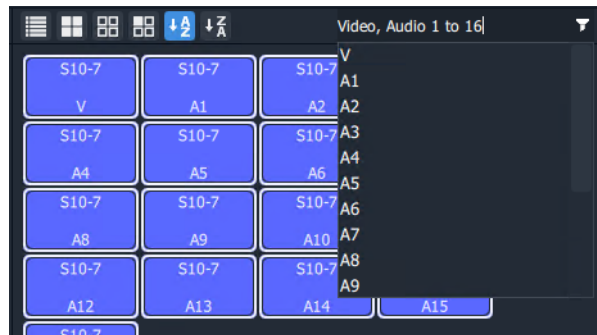 Video, Audio 1 to 16
S10-7 S10-7 S10-7
V A1 A2
S10-7 S10-7 S10-7
A4 A5 A6
S10-7 S10-7 S10-7
A8 A9 A10
S10-7 S10-7 S10-7
A12 A13 A14 A15
S10-7
V
A1
A2
A3
A4
A5
A6
A7
A8
A9